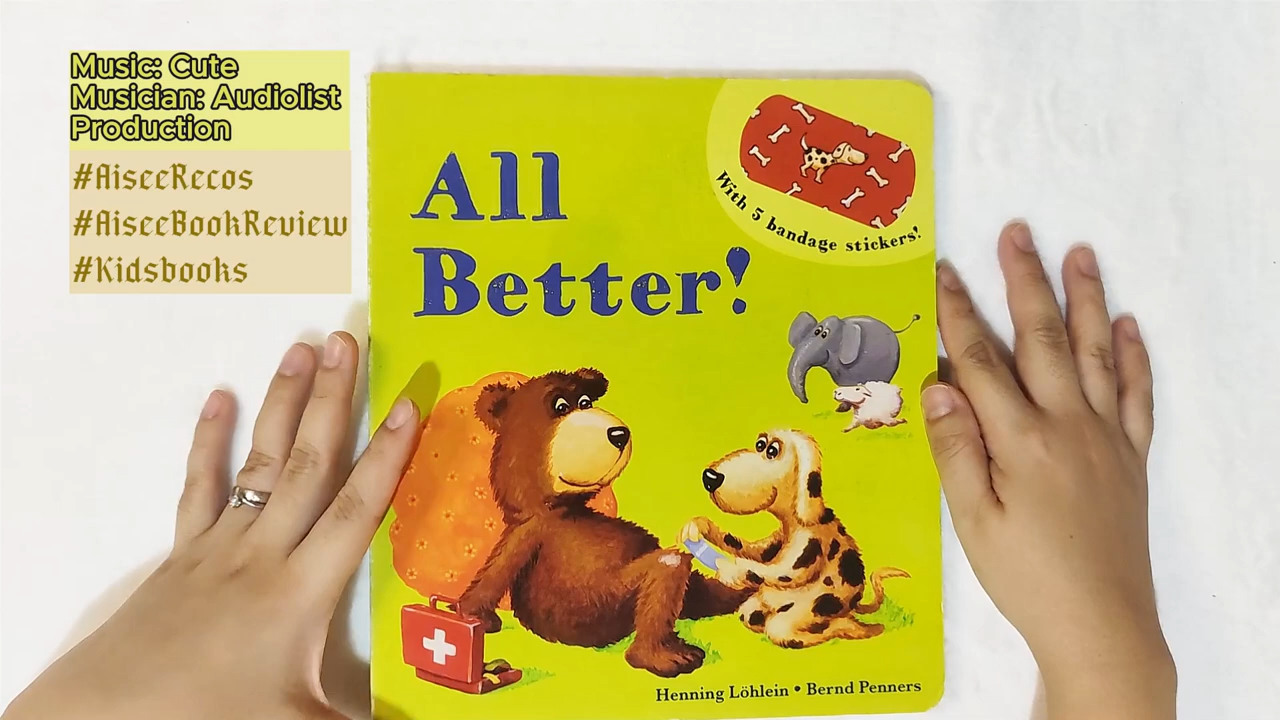 Music: Cute
Musician: Audiolist
Production
#AiseeRecos
#AiseeBookReview
#Kidsbooks
All
Better!
With 5 bandage stickers!
Henning Löhlein • Bernd Penners